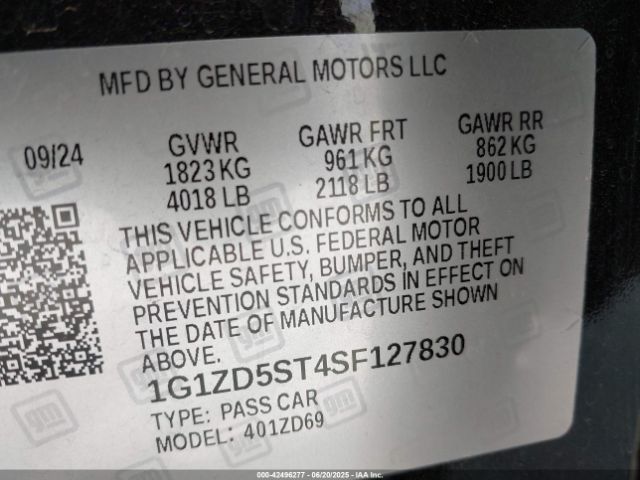 MFD BY GENERAL MOTORS LLC
09/24
GVWR
1823 KG
4018 LB
GAWR FRT
961 KG
2118 LB
GAWR RR
862 KG
1900 LB
THIS VEHICLE CONFORMS TO ALL
APPLICABLE U.S. FEDERAL MOTOR
VEHICLE SAFETY, BUMPER, AND THEFT
PREVENTION STANDARDS IN EFFECT ON
THE DATE OF MANUFACTURE SHOWN
ABOVE.
1G1ZD5ST4SF127830
TYPE: PASS CAR
MODEL: 401ZD69
gm
000-42496277 - 06/20/2025 - IAA Inc.